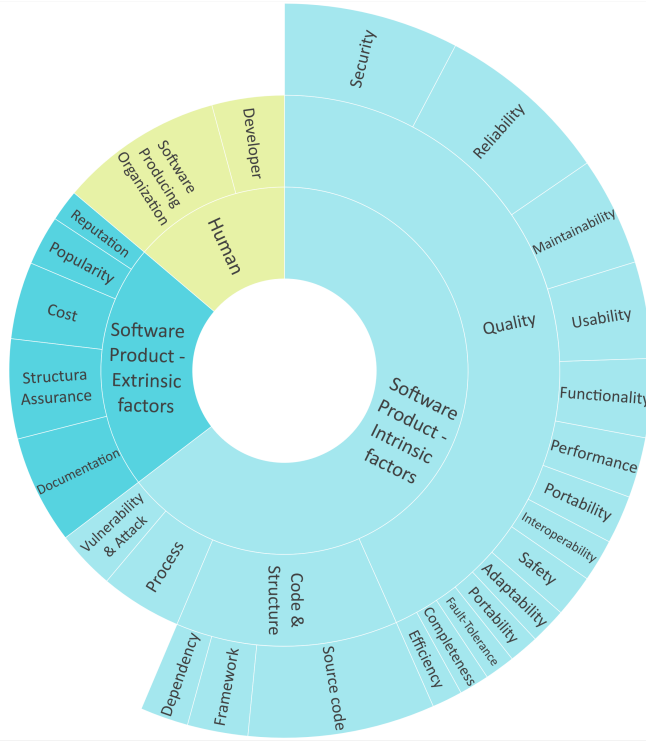 Security
Reliability
Maintainability
Usability
Functionality
Performance
Portability
Interoperability
Safety
Adaptability
Portability
Fault-Tolerance
Completeness
Efficiency
Quality
Software
Product -
Intrinsic
factors
Code &
Structure
Source code
Framework
Dependency
Process
Vulnerability
& Attack
Software
Product -
Extrinsic
factors
Documentation
Structura
Assurance
Cost
Popularity
Reputation
Human
Software
Producing
Organization
Developer